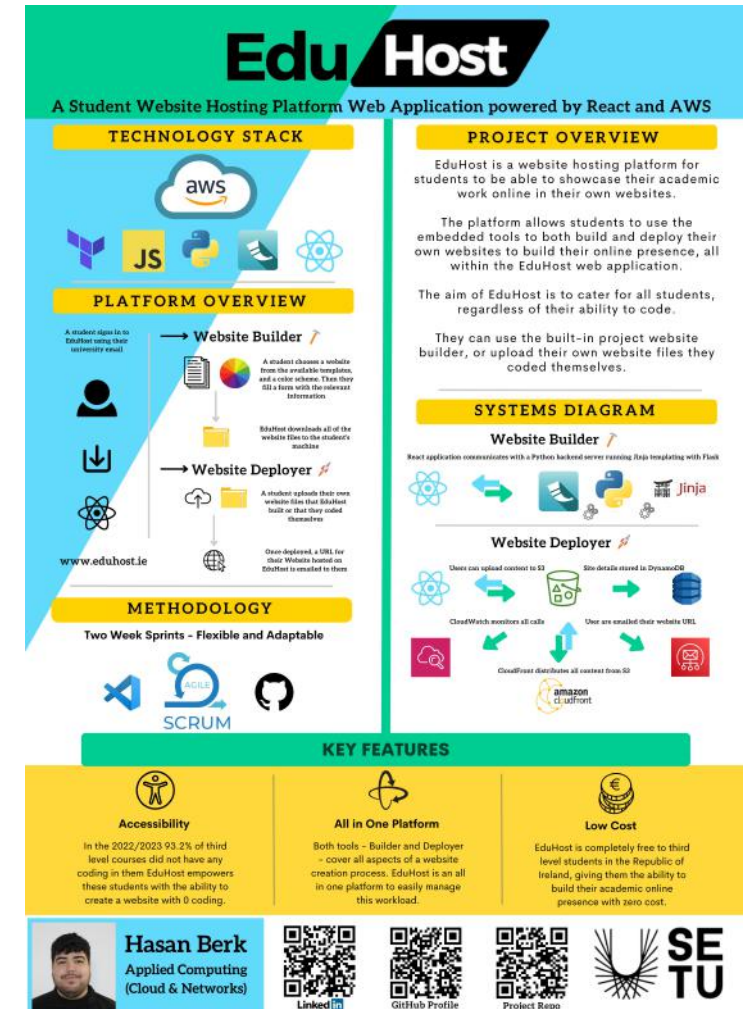 Edu Host
A Student Website Hosting Platform Web Application powered by React and AWS
TECHNOLOGY STACK
aws
JS
PLATFORM OVERVIEW
A student signs in to
EduHost using their
university email
www.eduhost.ie
Website Builder
A student chooses a website
from the available templates,
and a color scheme. Then they
fill a form with the relevant
information
EduHost downloads all of the
website files to the student's
machine
Website Deployer
A student uploads their own
website files that EduHost
built or that they coded
themselves
Once deployed, a URL for
their Website hosted on
EduHost is emailed to them
METHODOLOGY
Two Week Sprints - Flexible and Adaptable
AGILE
SCRUM
PROJECT OVERVIEW
EduHost is a website hosting platform for
students to be able to showcase their academic
work online in their own websites.
The platform allows students to use the
embedded tools to both build and deploy their
own websites to build their online presence, all
within the EduHost web application.
The aim of EduHost is to cater for all students,
regardless of their ability to code.
They can use the built-in project website
builder, or upload their own website files they
coded themselves.
SYSTEMS DIAGRAM
Website Builder
React application communicates with a Python backend server running Jinja templating with Flask
Jinja
Website Deployer
Users can upload content to S3
Site details stored in DynamoDB
CloudWatch monitors all calls
User are emailed their website URL
CloudFront distributes all content from S3
amazon
cloudfront
KEY FEATURES
Accessibility
In the 2022/2023 93.2% of third
level courses did not have any
coding in them EduHost empowers
these students with the ability to
create a website with 0 coding.
All in One Platform
Both tools - Builder and Deployer
- cover all aspects of a website
creation process. EduHost is an all
in one platform to easily manage
this workload.
Low Cost
EduHost is completely free to third
level students in the Republic of
Ireland, giving them the ability to
build their academic online
presence with zero cost.
Hasan Berk
Applied Computing
(Cloud & Networks)
Linked in
GitHub Profile
Project Repo
SE
TU